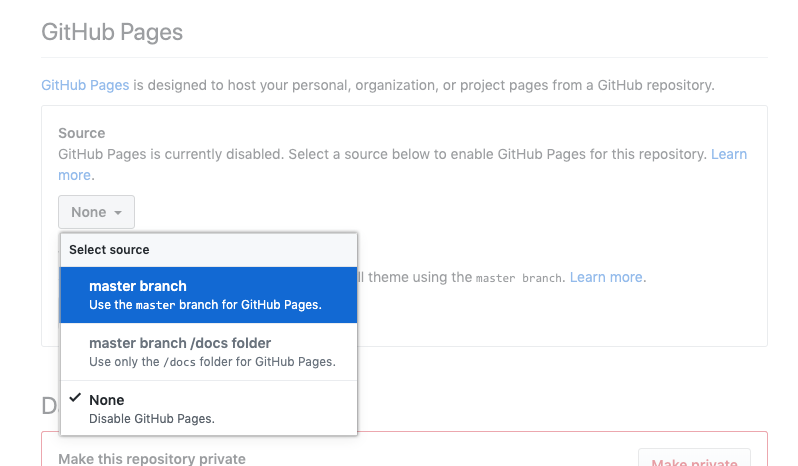 GitHub Pages
GitHub Pages is designed to host your personal, organization, or project pages from a GitHub repository.
Source
GitHub Pages is currently disabled. Select a source below to enable GitHub Pages for this repository. Learn
more.
None
Select source
master branch
Use the master branch for GitHub Pages.
theme using the master branch. Learn more.
master branch /docs folder
Use only the /docs folder for GitHub Pages.
None
Disable GitHub Pages.
Make this repository private
Make private